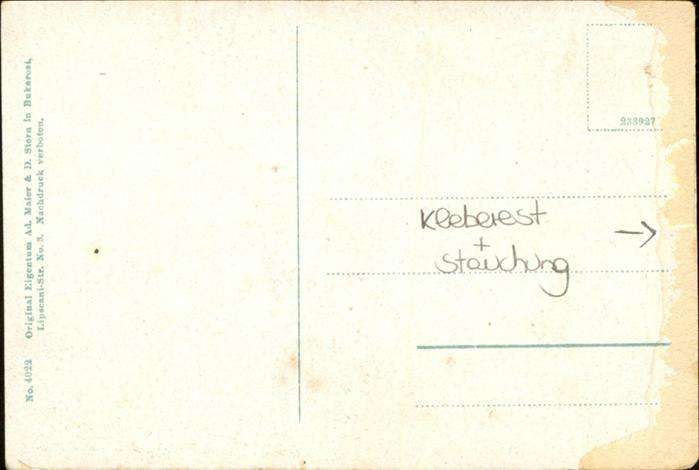 No. 4022 Original Eigentum Ad. Maier & D. Stern in Bukarest,
Lipscani-Str. No. 3. Nachdruck verboten.
233927
Kleberest
+
Stauchung
→